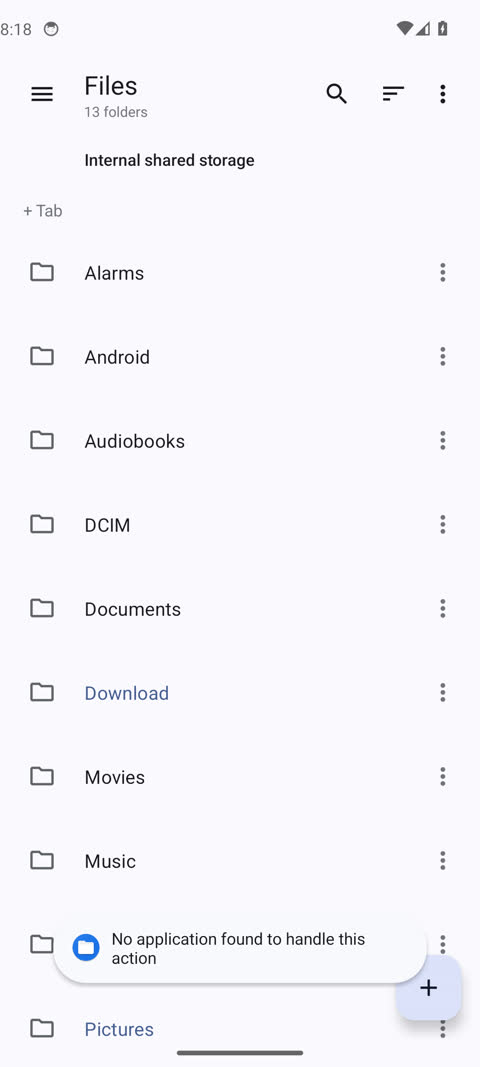 8:18
Files
13 folders
Internal shared storage
+ Tab
Alarms
Android
Audiobooks
DCIM
Documents
Download
Movies
Music
No application found to handle this
action
Pictures